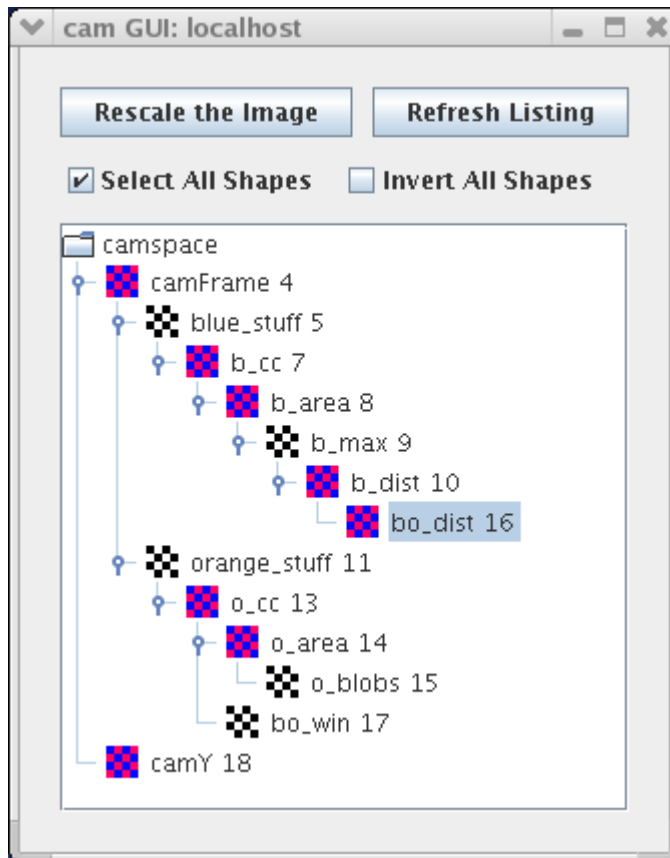 cam GUI: localhost
Rescale the Image Refresh Listing
Select All Shapes Invert All Shapes
camspace
camFrame 4
blue_stuff 5
b_cc 7
b_area 8
b_max 9
b_dist 10
bo_dist 16
orange_stuff 11
o_cc 13
o_area 14
o_blobs 15
bo_win 17
camY 18